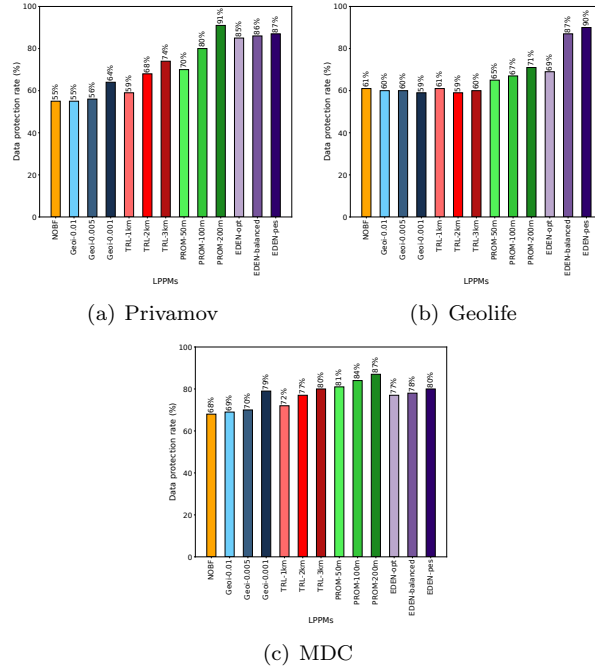 100
80
60
40
20
0
Data protection rate (%)
55%
55%
56%
64%
59%
68%
74%
70%
80%
91%
85%
86%
87%
NOBF
Geoi-0.01
Geoi-0.005
Geoi-0.001
TRL-1km
TRL-2km
TRL-3km
PROM-50m
PROM-100m
PROM-200m
EDEN-opt
EDEN-balanced
EDEN-pes
LPPMs
(a) Privamov
100
80
60
40
20
0
Data protection rate (%)
61%
60%
60%
59%
61%
59%
60%
65%
67%
71%
69%
87%
90%
NOBF
Geoi-0.01
Geoi-0.005
Geoi-0.001
TRL-1km
TRL-2km
TRL-3km
PROM-50m
PROM-100m
PROM-200m
EDEN-opt
EDEN-balanced
EDEN-pes
LPPMs
(b) Geolife
100
80
60
40
20
0
Data protection rate (%)
68%
69%
70%
79%
72%
77%
80%
81%
84%
87%
77%
78%
80%
NOBF
Geoi-0.01
Geoi-0.005
Geoi-0.001
TRL-1km
TRL-2km
TRL-3km
PROM-50m
PROM-100m
PROM-200m
EDEN-opt
EDEN-balanced
EDEN-pes
LPPMs
(c) MDC